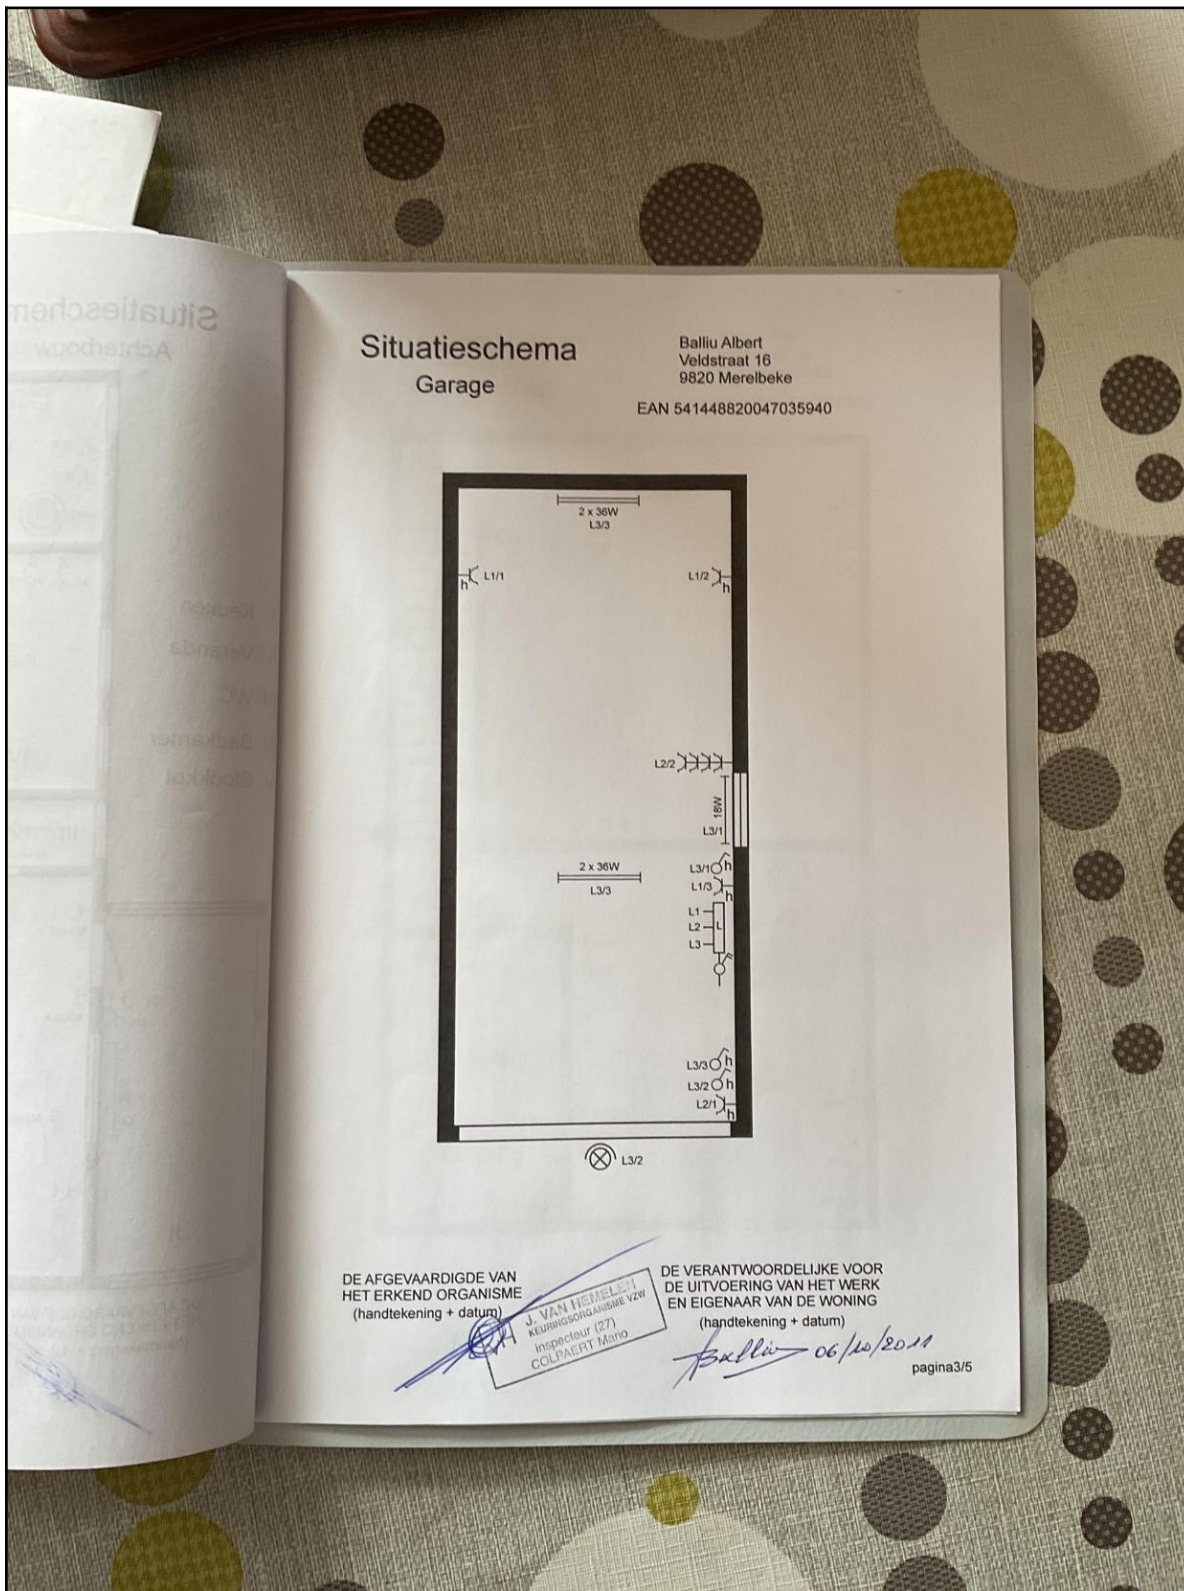 Situatieschema
Garage
Balliu Albert
Veldstraat 16
9820 Merelbeke
EAN 541448820047035940
2 x 36W
L3/3
L1/1
h
L1/2
h
L2/2
18W
L3/1
L3/1
h
2 x 36W
L3/3
L1/3
h
L1
L2
L3
L
L3/3
h
L3/2
h
L2/1
h
L3/2
DE AFGEVAARDIGDE VAN
HET ERKEND ORGANISME
(handtekening + datum)
J. VAN HEMELEN
KEURINGSORGANISME VZW
inspecteur (27)
COLPAERT Mario
DE VERANTWOORDELIJKE VOOR
DE UITVOERING VAN HET WERK
EN EIGENAAR VAN DE WONING
(handtekening + datum)
Balliu 06/10/2011
pagina3/5
Situatieschem
Achterbouw
Keuken
Veranda
WC
Badkamer
Stookkot